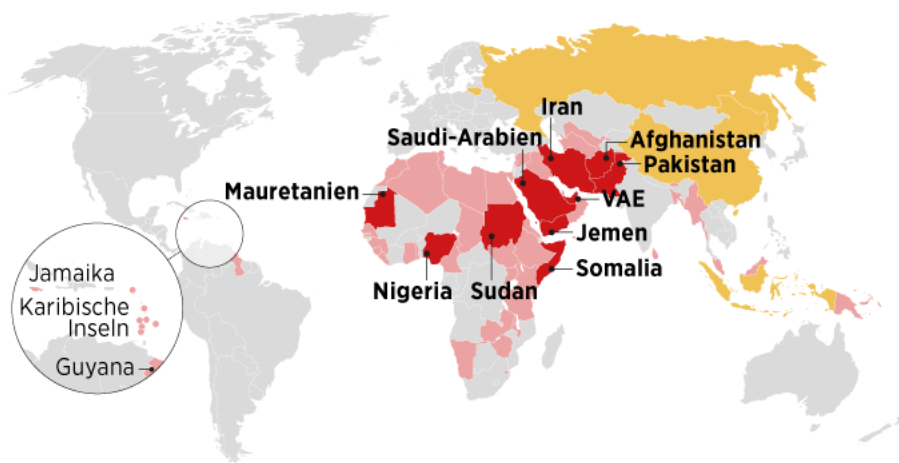 Iran
Saudi-Arabien
Afghanistan
Pakistan
Mauretanien
VAE
Jemen
Somalia
Nigeria
Sudan
Jamaika
Karibische
Inseln
Guyana